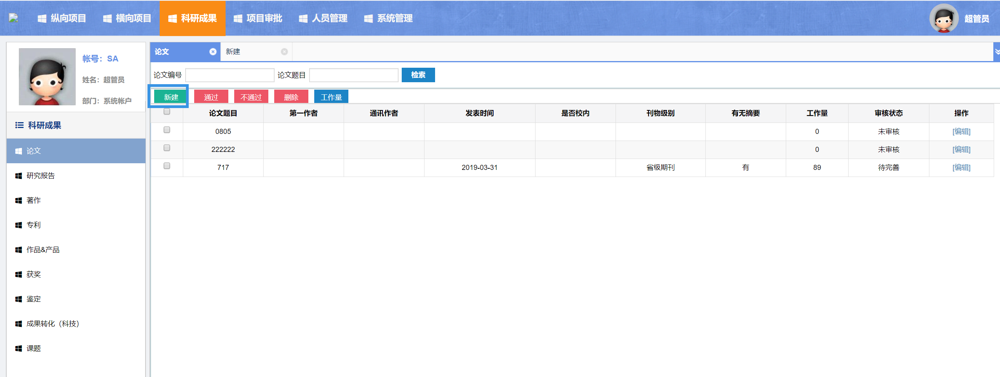 纵向项目 横向项目 科研成果 项目审批 人员管理 系统管理 超管员
帐号：SA
姓名：超管员
部门：系统帐户
科研成果
论文
研究报告
著作
专利
作品&产品
获奖
鉴定
成果转化（科技）
课题
论文 新建
论文编号 论文题目 检索
新建 通过 不通过 删除 工作量
论文题目 第一作者 通讯作者 发表时间 是否校内 刊物级别 有无摘要 工作量 审核状态 操作
0805 0 未审核 [编辑]
222222 0 未审核 [编辑]
717 2019-03-31 省级期刊 有 89 待完善 [编辑]